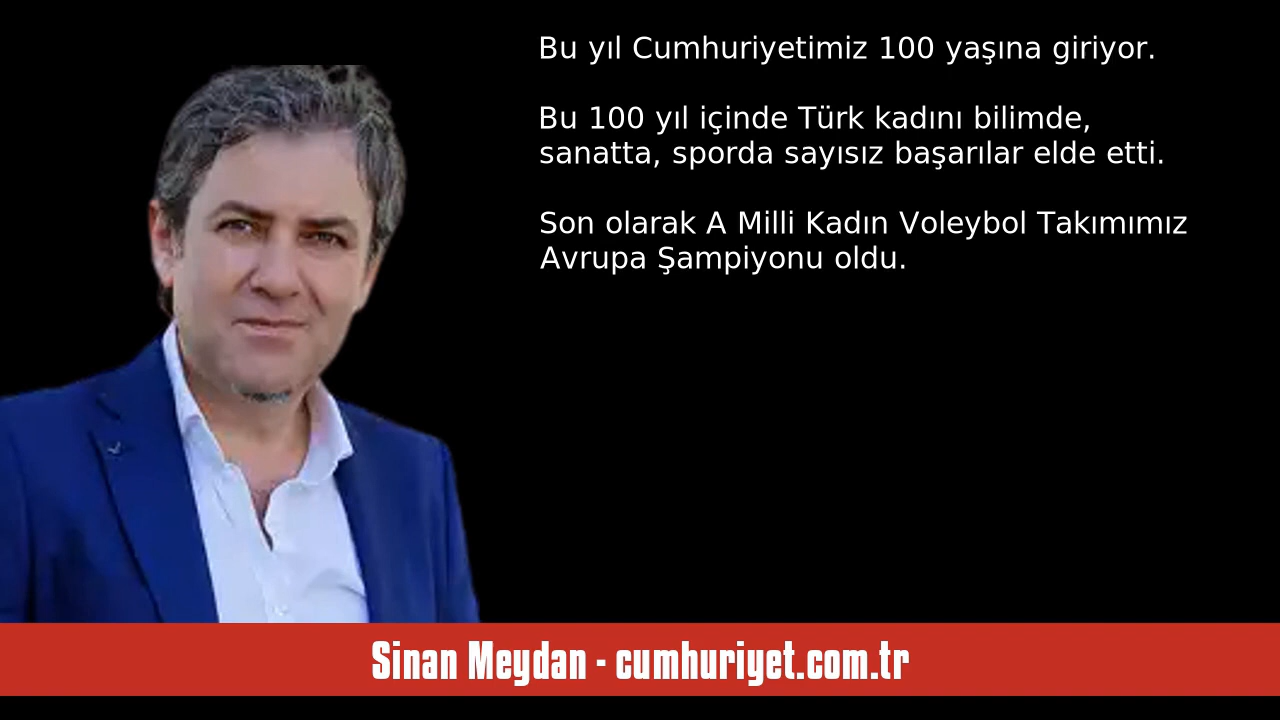 Bu yıl Cumhuriyetimiz 100 yaşına giriyor.
Bu 100 yıl içinde Türk kadını bilimde,
sanatta, sporda sayısız başarılar elde etti.
Son olarak A Milli Kadın Voleybol Takımımız
Avrupa Şampiyonu oldu.
Sinan Meydan - cumhuriyet.com.tr